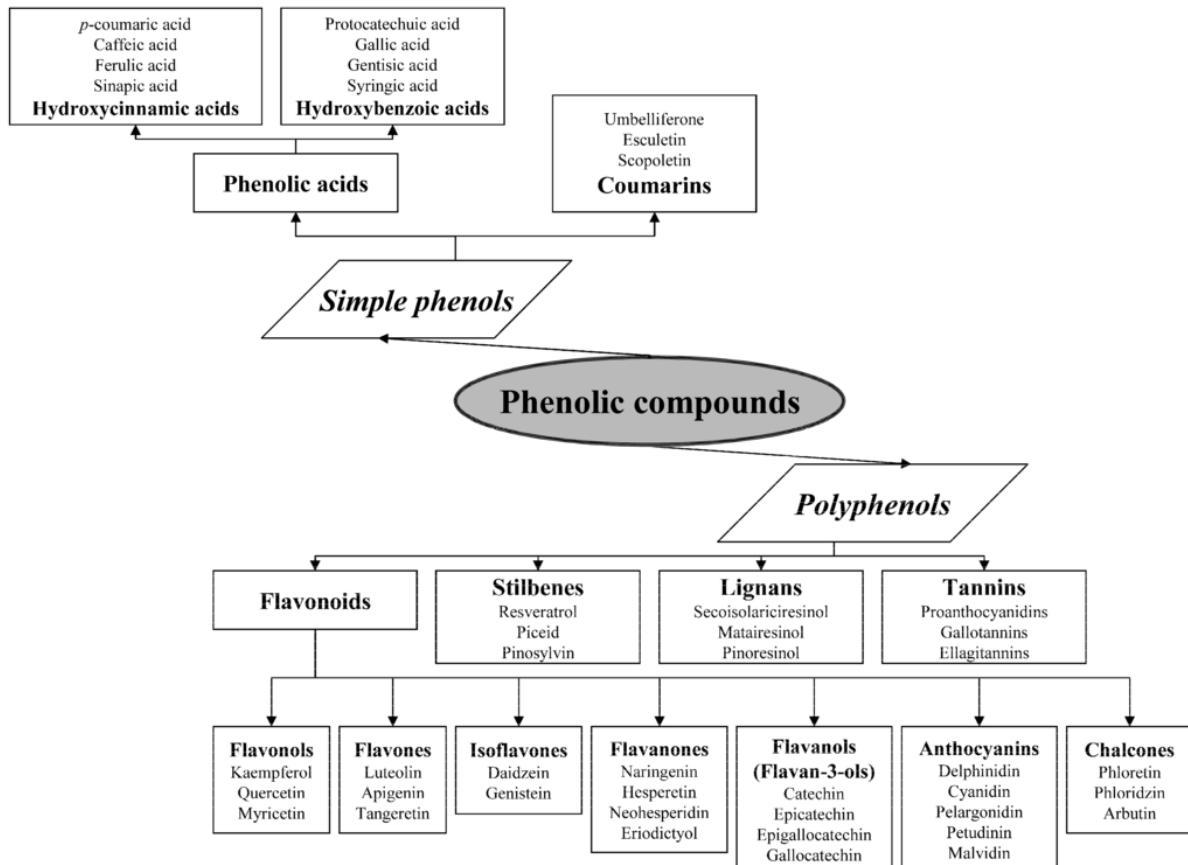 p-coumaric acid
Caffeic acid
Ferulic acid
Sinapic acid
Hydroxycinnamic acids
Protocatechuic acid
Gallic acid
Gentisic acid
Syringic acid
Hydroxybenzoic acids
Umbelliferone
Esculetin
Scopoletin
Coumarins
Phenolic acids
Simple phenols
Phenolic compounds
Polyphenols
Flavonoids
Stilbenes
Resveratrol
Piceid
Pinosylvin
Lignans
Secoisolariciresinol
Matairesinol
Pinoresinol
Tannins
Proanthocyanidins
Gallotannins
Ellagitannins
Flavonols
Kaempferol
Quercetin
Myricetin
Flavones
Luteolin
Apigenin
Tangeretin
Isoflavones
Daidzein
Genistein
Flavanones
Naringenin
Hesperetin
Neohesperidin
Eriodictyol
Flavanols
(Flavan-3-ols)
Catechin
Epicatechin
Epigallocatechin
Gallocatechin
Anthocyanins
Delphinidin
Cyanidin
Pelargonidin
Petudinin
Malvidin
Chalcones
Phloretin
Phloridzin
Arbutin